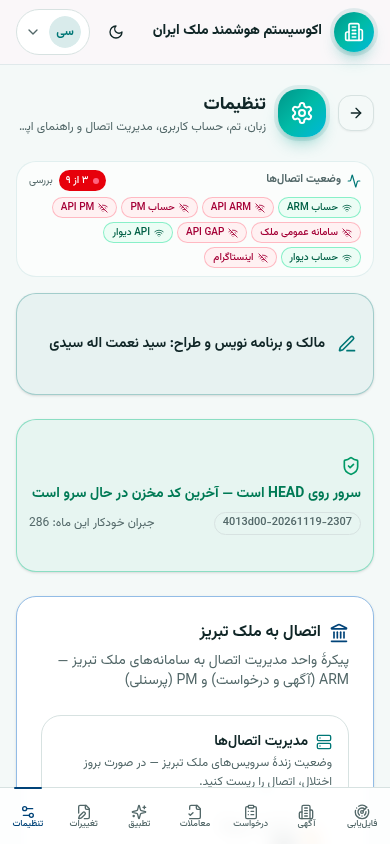 اکوسیستم هوشمند ملک ایران
سی
تنظیمات
زبان، تم، حساب کاربری، مدیریت اتصال و راهنمای اپ...
وضعیت اتصال‌ها
۳ از ۹
بررسی
حساب ARM
API ARM
حساب PM
API PM
سامانه عمومی ملک
API GAP
API دیوار
حساب دیوار
اینستاگرام
مالک و برنامه نویس و طراح: سید نعمت اله سیدی
سرور روی HEAD است — آخرین کد مخزن در حال سرو است
4013d00-20261119-2307
جبران خودکار این ماه: 286
اتصال به ملک تبریز
پیکرهٔ واحد مدیریت اتصال به سامانه‌های ملک تبریز —
ARM (آگهی و درخواست) و PM (پرسنلی)
مدیریت اتصال‌ها
وضعیت زندهٔ سرویس‌های ملک تبریز — در صورت بروز
اختلال، اتصال را ریست کنید.
فایل‌یابی
آگهی
درخواست
معاملات
تطبیق
تغییرات
تنظیمات